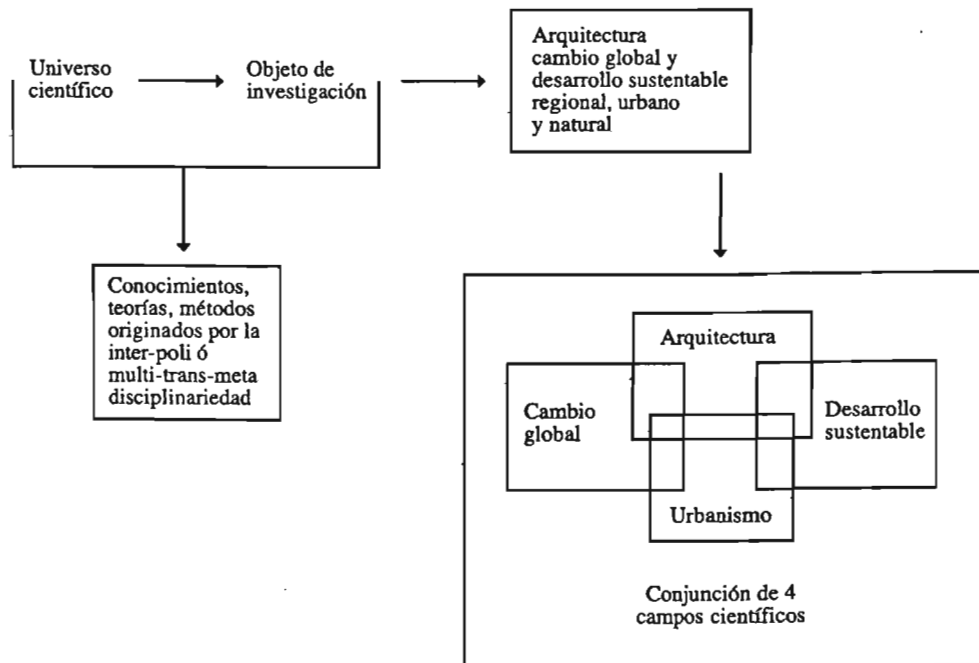 Universo
científico
Objeto de
investigación
Arquitectura
cambio global y
desarrollo sustentable
regional, urbano
y natural
Conocimientos,
teorías, métodos
originados por la
inter-poli ó
multi-trans-meta
disciplinariedad
Arquitectura
Cambio
global
Desarrollo
sustentable
Urbanismo
Conjunción de 4
campos científicos